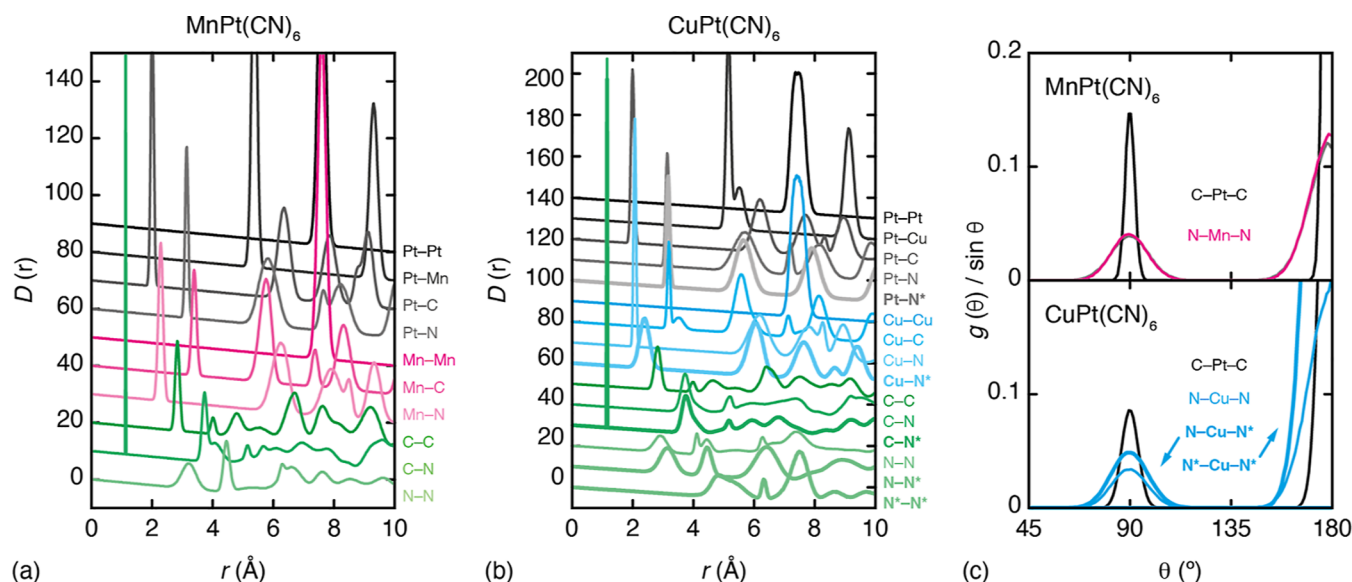 MnPt(CN)₆
140
120
100
80
60
40
20
0
D (r)
0 2 4 6 8 10
r (Å)
Pt–Pt
Pt–Mn
Pt–C
Pt–N
Mn–Mn
Mn–C
Mn–N
C–C
C–N
N–N
(a)
CuPt(CN)₆
200
180
160
140
120
100
80
60
40
20
0
D (r)
0 2 4 6 8 10
r (Å)
Pt–Pt
Pt–Cu
Pt–C
Pt–N
Pt–N*
Cu–Cu
Cu–C
Cu–N
Cu–N*
C–C
C–N
C–N*
N–N
N–N*
N*–N*
(b)
0.2
MnPt(CN)₆
0.1
C–Pt–C
N–Mn–N
0
CuPt(CN)₆
C–Pt–C
0.1
N–Cu–N
N–Cu–N*
N*–Cu–N*
0
g (θ) / sin θ
45 90 135 180
θ (º)
(c)